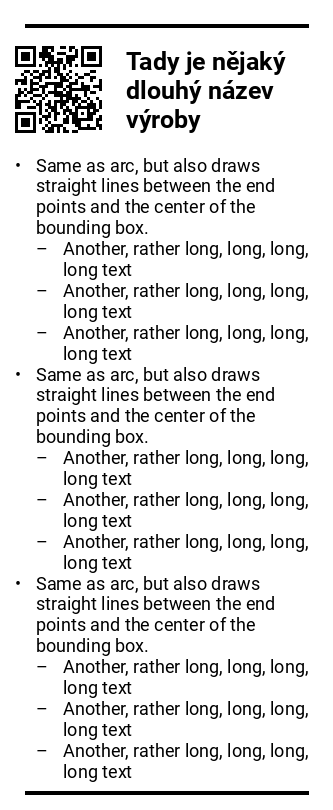 Tady je nějaký
dlouhý název
výroby
• Same as arc, but also draws
straight lines between the end
points and the center of the
bounding box.
– Another, rather long, long, long,
long text
– Another, rather long, long, long,
long text
– Another, rather long, long, long,
long text
• Same as arc, but also draws
straight lines between the end
points and the center of the
bounding box.
– Another, rather long, long, long,
long text
– Another, rather long, long, long,
long text
– Another, rather long, long, long,
long text
• Same as arc, but also draws
straight lines between the end
points and the center of the
bounding box.
– Another, rather long, long, long,
long text
– Another, rather long, long, long,
long text
– Another, rather long, long, long,
long text